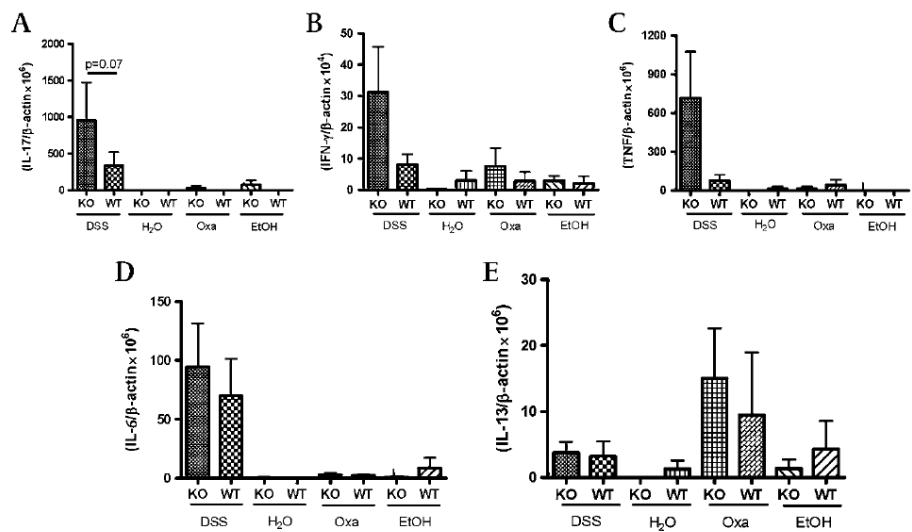 A
(IL-17/β-actin×10⁶)
2000
1500
1000
500
0
p=0.07
KO WT KO WT KO WT KO WT
DSS H₂O Oxa EtOH
B
(IFN-γ/β-actin×10⁴)
50
40
30
20
10
0
KO WT KO WT KO WT KO WT
DSS H₂O Oxa EtOH
C
(TNF/β-actin×10⁶)
1200
900
600
300
0
KO WT KO WT KO WT KO WT
DSS H₂O Oxa EtOH
D
(IL-6/β-actin×10⁶)
150
100
50
0
KO WT KO WT KO WT KO WT
DSS H₂O Oxa EtOH
E
(IL-13/β-actin×10⁶)
30
20
10
0
KO WT KO WT KO WT KO WT
DSS H₂O Oxa EtOH